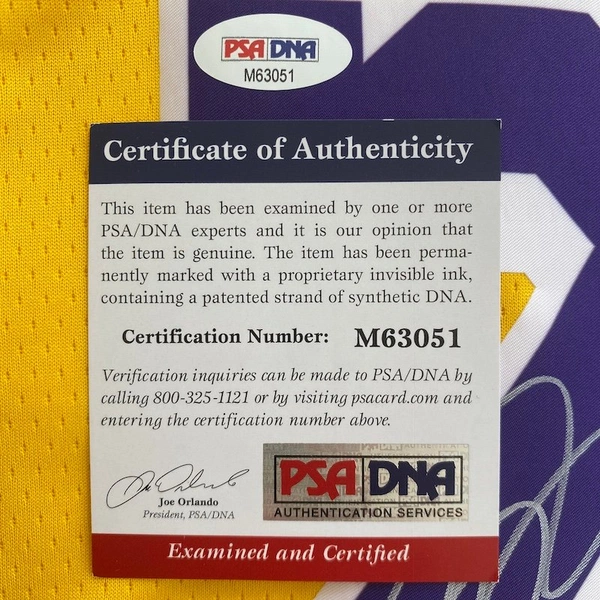 PSA DNA
M63051
Certificate of Authenticity
This item has been examined by one or more
PSA/DNA experts and it is our opinion that
the item is genuine. The item has been perma-
nently marked with a proprietary invisible ink,
containing a patented strand of synthetic DNA.
Certification Number: M63051
Verification inquiries can be made to PSA/DNA by
calling 800-325-1121 or by visiting psacard.com and
entering the certification number above.
Joe Orlando
President, PSA/DNA
PSA DNA
AUTHENTICATION SERVICES
Examined and Certified